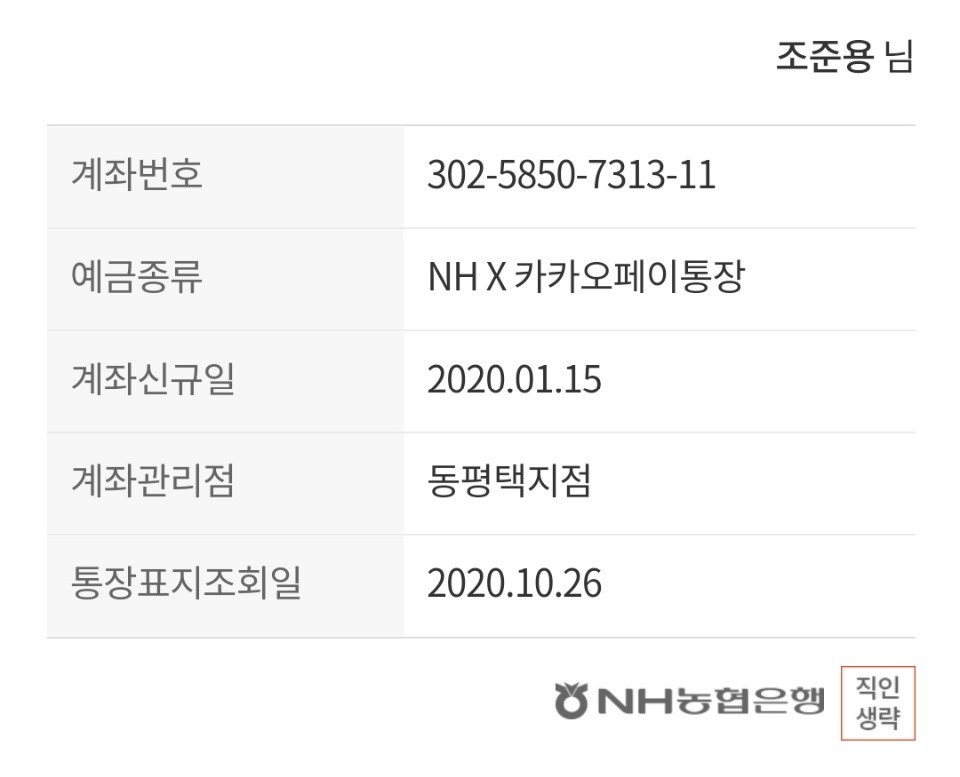 조준용 님
계좌번호 302-5850-7313-11
예금종류 NH X 카카오페이통장
계좌신규일 2020.01.15
계좌관리점 동평택지점
통장표지조회일 2020.10.26
NH농협은행 직인
생략